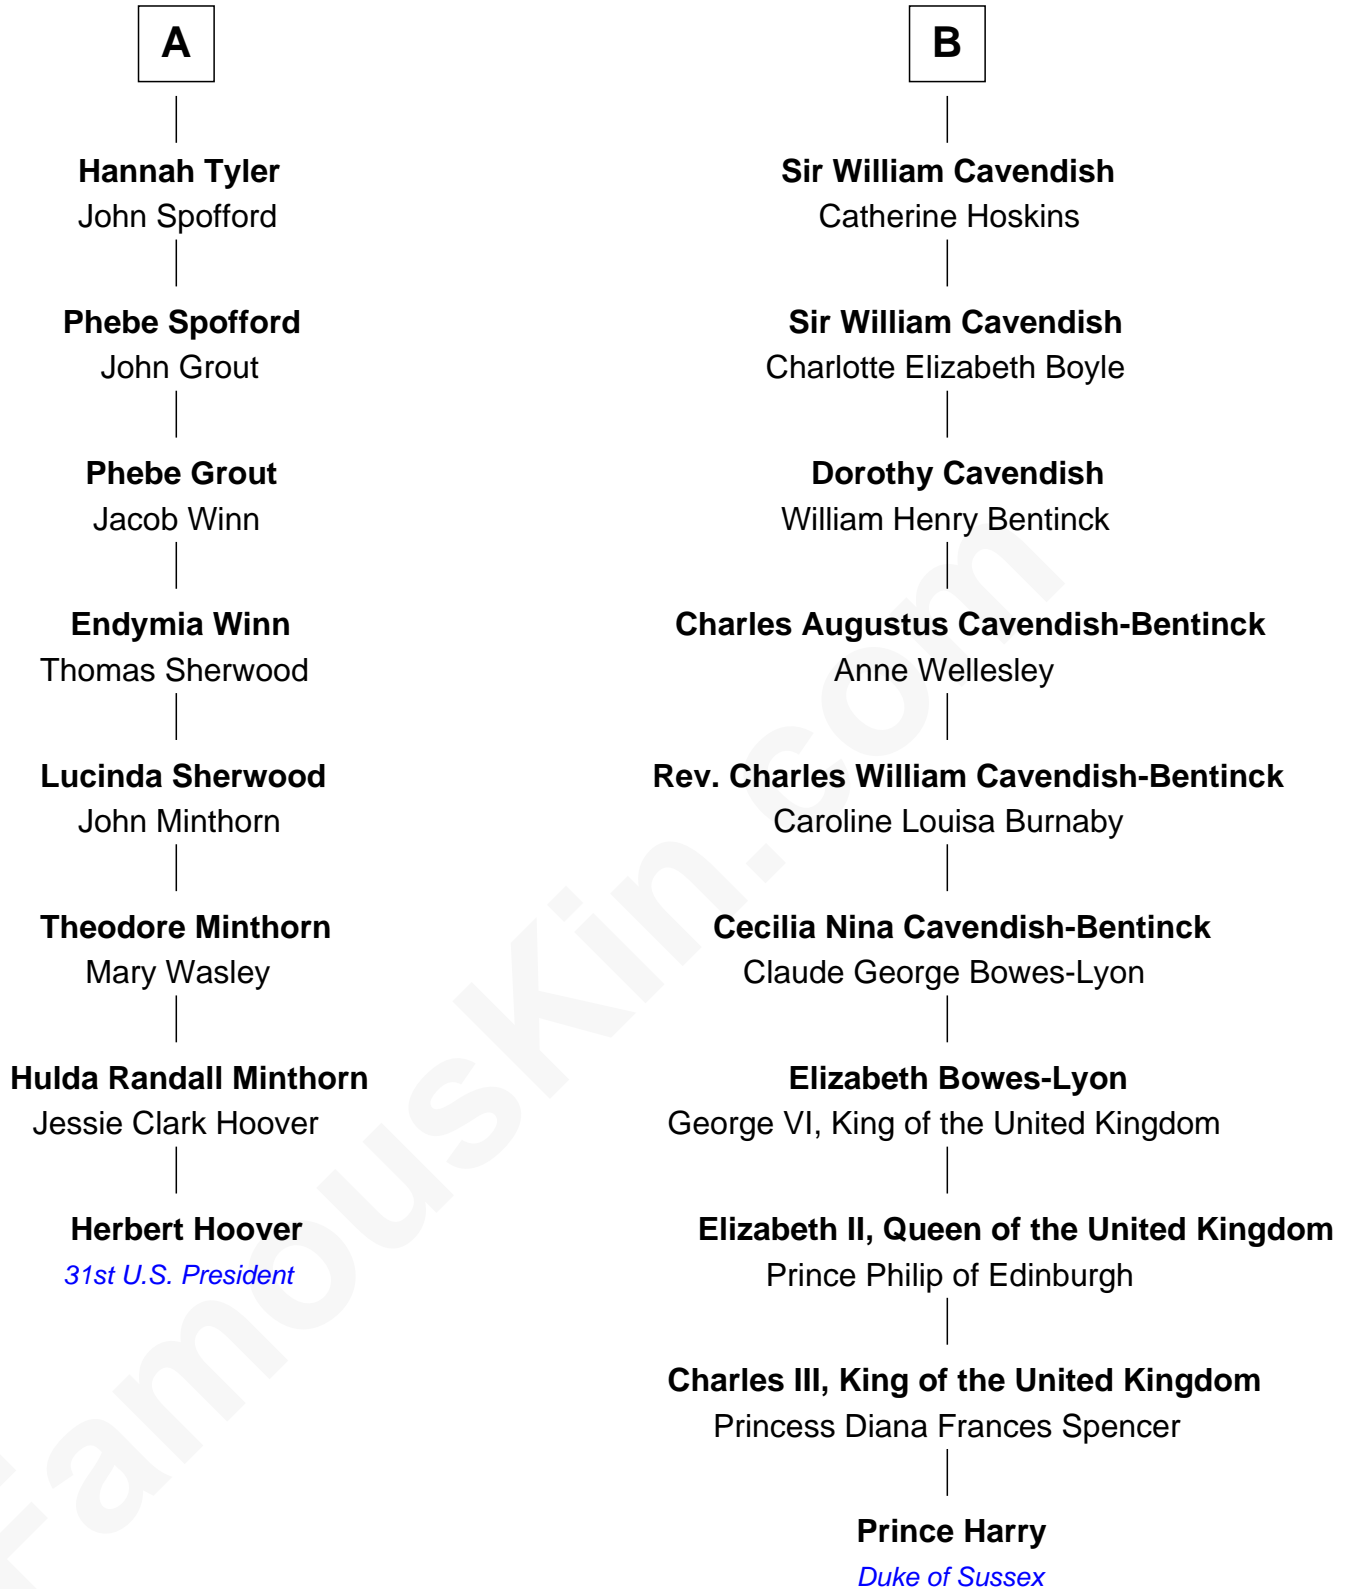 A
Hannah Tyler
John Spofford
Phebe Spofford
John Grout
Phebe Grout
Jacob Winn
Endymia Winn
Thomas Sherwood
Lucinda Sherwood
John Minthorn
Theodore Minthorn
Mary Wasley
Hulda Randall Minthorn
Jessie Clark Hoover
Herbert Hoover
31st U.S. President
B
Sir William Cavendish
Catherine Hoskins
Sir William Cavendish
Charlotte Elizabeth Boyle
Dorothy Cavendish
William Henry Bentinck
Charles Augustus Cavendish-Bentinck
Anne Wellesley
Rev. Charles William Cavendish-Bentinck
Caroline Louisa Burnaby
Cecilia Nina Cavendish-Bentinck
Claude George Bowes-Lyon
Elizabeth Bowes-Lyon
George VI, King of the United Kingdom
Elizabeth II, Queen of the United Kingdom
Prince Philip of Edinburgh
Charles III, King of the United Kingdom
Princess Diana Frances Spencer
Prince Harry
Duke of Sussex
FamousKin.com